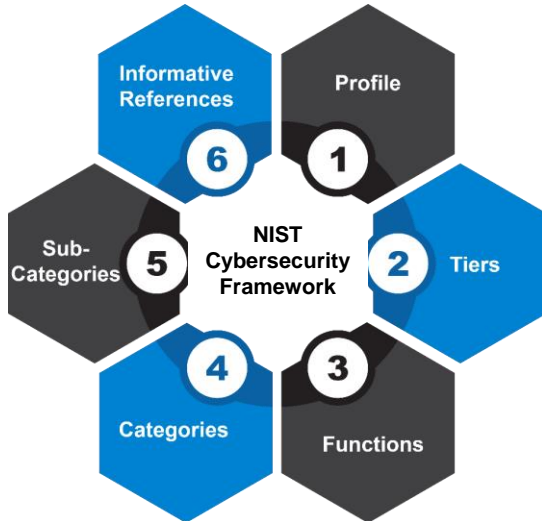 Informative
References
6
Profile
1
Sub-
Categories
5
NIST
Cybersecurity
Framework
2
Tiers
4
Categories
3
Functions